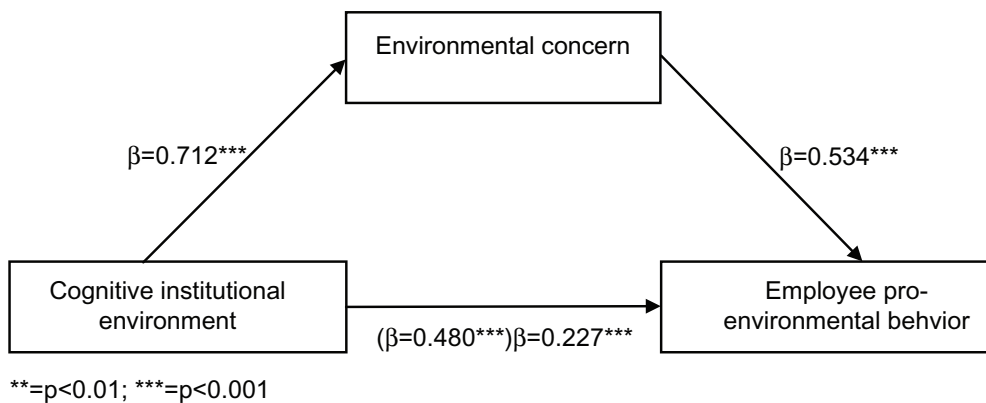 Environmental concern
β=0.712***
β=0.534***
Cognitive institutional
environment
Employee pro-
environmental behvior
(β=0.480***)β=0.227***
**=p<0.01; ***=p<0.001